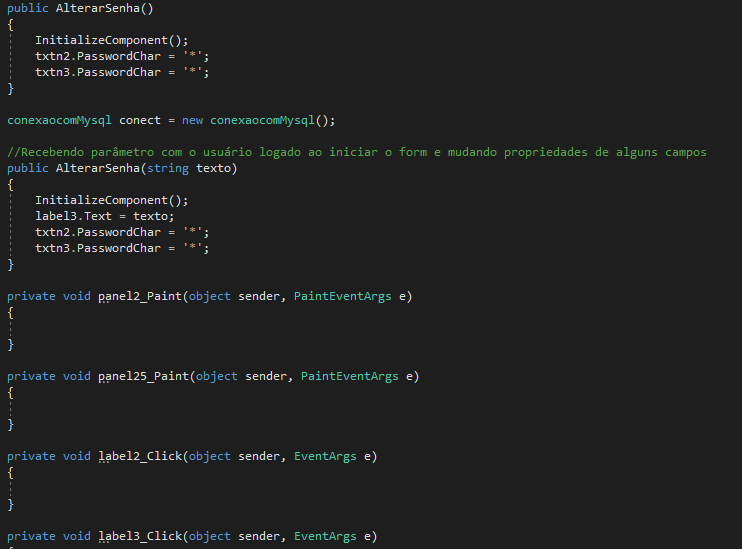 public AlterarSenha()
{
InitializeComponent();
txtn2.PasswordChar = '*';
txtn3.PasswordChar = '*';
}
conexaocomMysql conect = new conexaocomMysql();
//Recebendo parâmetro com o usuário logado ao iniciar o form e mudando propriedades de alguns campos
public AlterarSenha(string texto)
{
InitializeComponent();
label3.Text = texto;
txtn2.PasswordChar = '*';
txtn3.PasswordChar = '*';
}
private void panel2_Paint(object sender, PaintEventArgs e)
{
}
private void panel25_Paint(object sender, PaintEventArgs e)
{
}
private void label2_Click(object sender, EventArgs e)
{
}
private void label3_Click(object sender, EventArgs e)
{